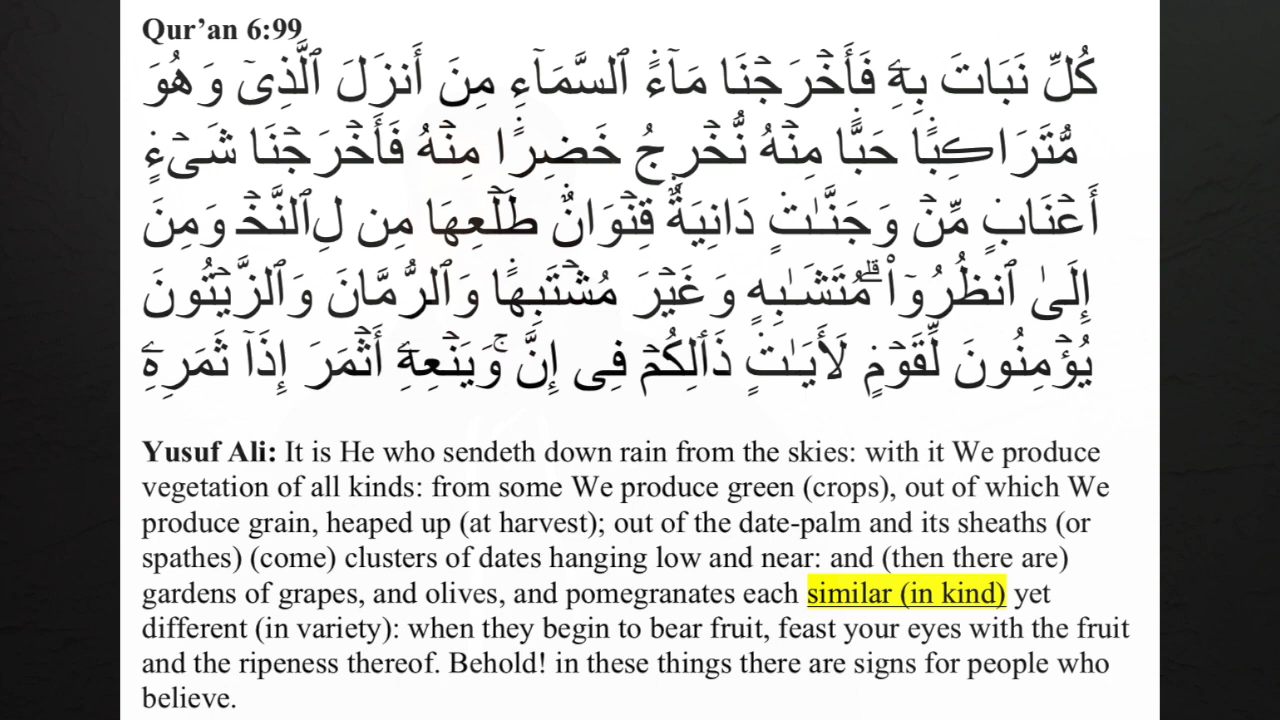 Qur’an 6:99
كُلِّ نَبَاتَ بِهِۦ فَأَخۡرَجۡنَا مَآءً ٱلسَّمَآءِ مِنَ أَنزَلَ ٱلَّذِىٓ وَهُوَ
مُّتَرَاڪِبًا حَبًّا مِنۡهُ نُّخۡرِجُ خَضِرًا مِنۡهُ فَأَخۡرَجۡنَا شَىۡءٍ
أَعۡنَابٍ مِّنۡ وَجَنَّـٰتٍ دَانِيَةٌ قِنۡوَانٌ طَلۡعِهَا مِن لِٱلنَّخۡ وَمِنَ
إِلَىٰ ٱنظُرُوٓاْ ۗمُتَشَـٰبِهٍ وَغَيۡرَ مُشۡتَبِهًا وَٱلرُّمَّانَ وَٱلزَّيۡتُونَ
يُؤۡمِنُونَ لِّقَوۡمٍ لَأَيَـٰتٍ ذَٲلِكُمۡ فِى إِنَّ ۚوَيَنۡعِهِۦۤ أَثۡمَرَ إِذَآ ثَمَرِهِۦۤ
Yusuf Ali: It is He who sendeth down rain from the skies: with it We produce
vegetation of all kinds: from some We produce green (crops), out of which We
produce grain, heaped up (at harvest); out of the date-palm and its sheaths (or
spathes) (come) clusters of dates hanging low and near: and (then there are)
gardens of grapes, and olives, and pomegranates each similar (in kind) yet
different (in variety): when they begin to bear fruit, feast your eyes with the fruit
and the ripeness thereof. Behold! in these things there are signs for people who
believe.